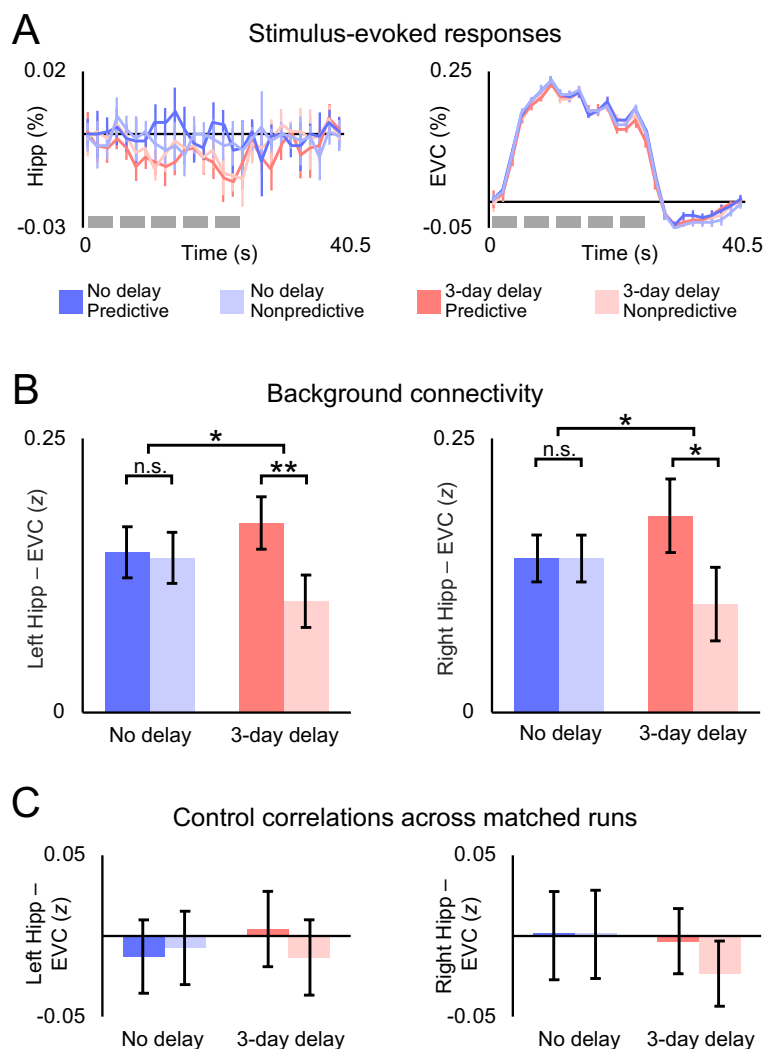 A
Stimulus-evoked responses
0.02
Hipp (%)
-0.03
0
Time (s)
40.5
0.25
EVC (%)
-0.05
0
Time (s)
40.5
No delay
Predictive
No delay
Nonpredictive
3-day delay
Predictive
3-day delay
Nonpredictive
B
Background connectivity
0.25
Left Hipp – EVC (z)
0
*
n.s.
**
No delay
3-day delay
0.25
Right Hipp – EVC (z)
0
*
n.s.
*
No delay
3-day delay
C
Control correlations across matched runs
0.05
Left Hipp –
EVC (z)
-0.05
No delay
3-day delay
0.05
Right Hipp –
EVC (z)
-0.05
No delay
3-day delay